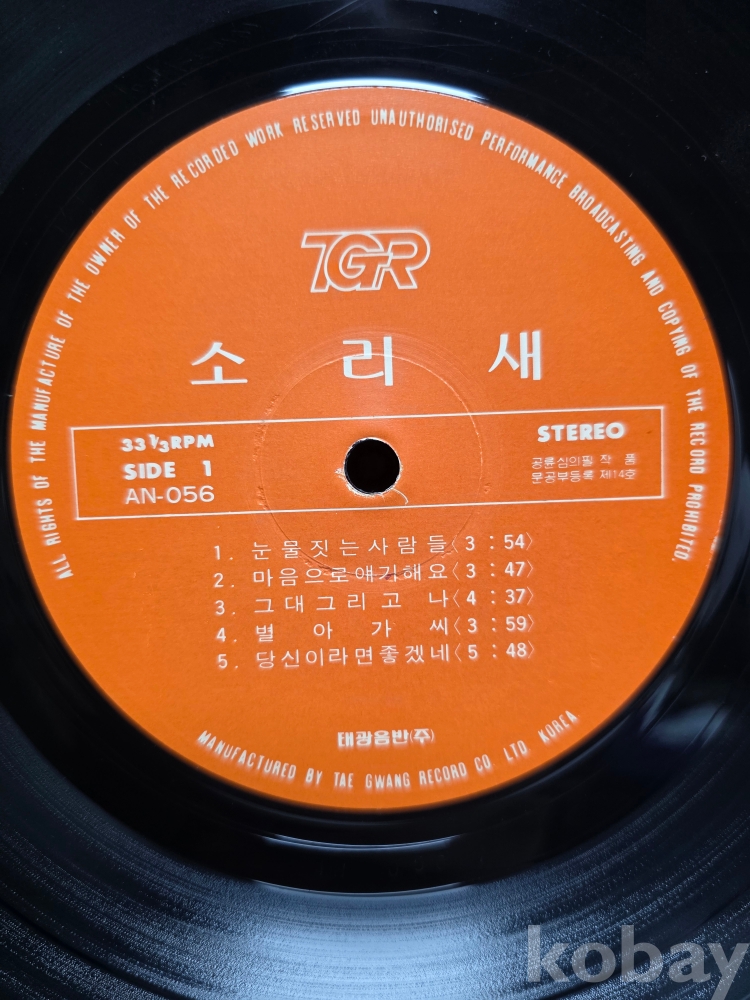 ALL RIGHTS OF THE MANUFACTURE OF THE OWNER OF THE RECORDED WORK RESERVED UNAUTHORISED PERFORMANCE BROADCASTING AND COPYING OF THE RECORD PROHIBITED.
TGR
소 리 새
33 1/3 RPM
SIDE 1
AN-056
STEREO
공륜심의필 작 품
문공부등록 제14호
1. 눈물짓는사람들〈3 : 54〉
2. 마음으로얘기해요〈3 : 47〉
3. 그대그리고 나〈4 : 37〉
4. 별 아 가 씨〈3 : 59〉
5. 당신이라면좋겠네〈5 : 48〉
태광음반(주)
MANUFACTURED BY TAE GWANG RECORD CO. LTD. KOREA
kobay